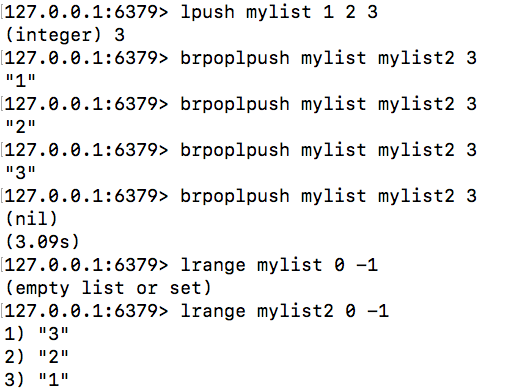 [127.0.0.1:6379> lpush mylist 1 2 3
(integer) 3
[127.0.0.1:6379> brpoplpush mylist mylist2 3
"1"
[127.0.0.1:6379> brpoplpush mylist mylist2 3
"2"
[127.0.0.1:6379> brpoplpush mylist mylist2 3
"3"
[127.0.0.1:6379> brpoplpush mylist mylist2 3
(nil)
(3.09s)
[127.0.0.1:6379> lrange mylist 0 -1
(empty list or set)
[127.0.0.1:6379> lrange mylist2 0 -1
1) "3"
2) "2"
3) "1"